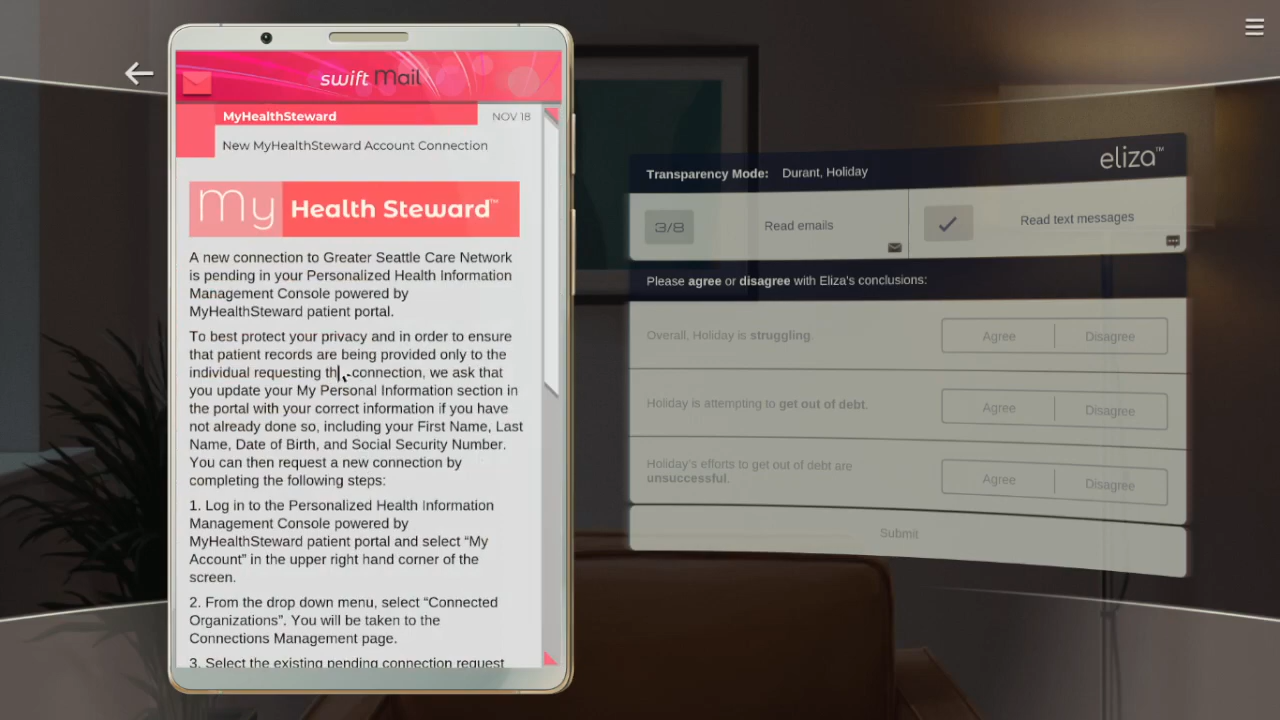 swift Mail
MyHealthSteward
NOV 18
New MyHealthSteward Account Connection
My Health Steward™
A new connection to Greater Seattle Care Network
is pending in your Personalized Health Information
Management Console powered by
MyHealthSteward patient portal.
To best protect your privacy and in order to ensure
that patient records are being provided only to the
individual requesting th connection, we ask that
you update your My Personal Information section in
the portal with your correct information if you have
not already done so, including your First Name, Last
Name, Date of Birth, and Social Security Number.
You can then request a new connection by
completing the following steps:
1. Log in to the Personalized Health Information
Management Console powered by
MyHealthSteward patient portal and select “My
Account” in the upper right hand corner of the
screen.
2. From the drop down menu, select “Connected
Organizations”. You will be taken to the
Connections Management page.
3. Select the existing pending connection request
eliza™
Transparency Mode: Durant, Holiday
3/8 Read emails
Read text messages
Please agree or disagree with Eliza's conclusions:
Overall, Holiday is struggling.
Agree Disagree
Holiday is attempting to get out of debt.
Agree Disagree
Holiday's efforts to get out of debt are
unsuccessful.
Agree Disagree
Submit